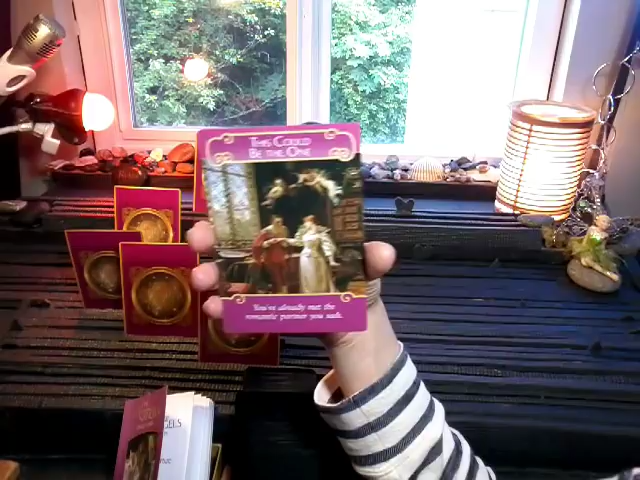 THIS COULD
BE THE ONE
You've already met the
romantic partner you seek.